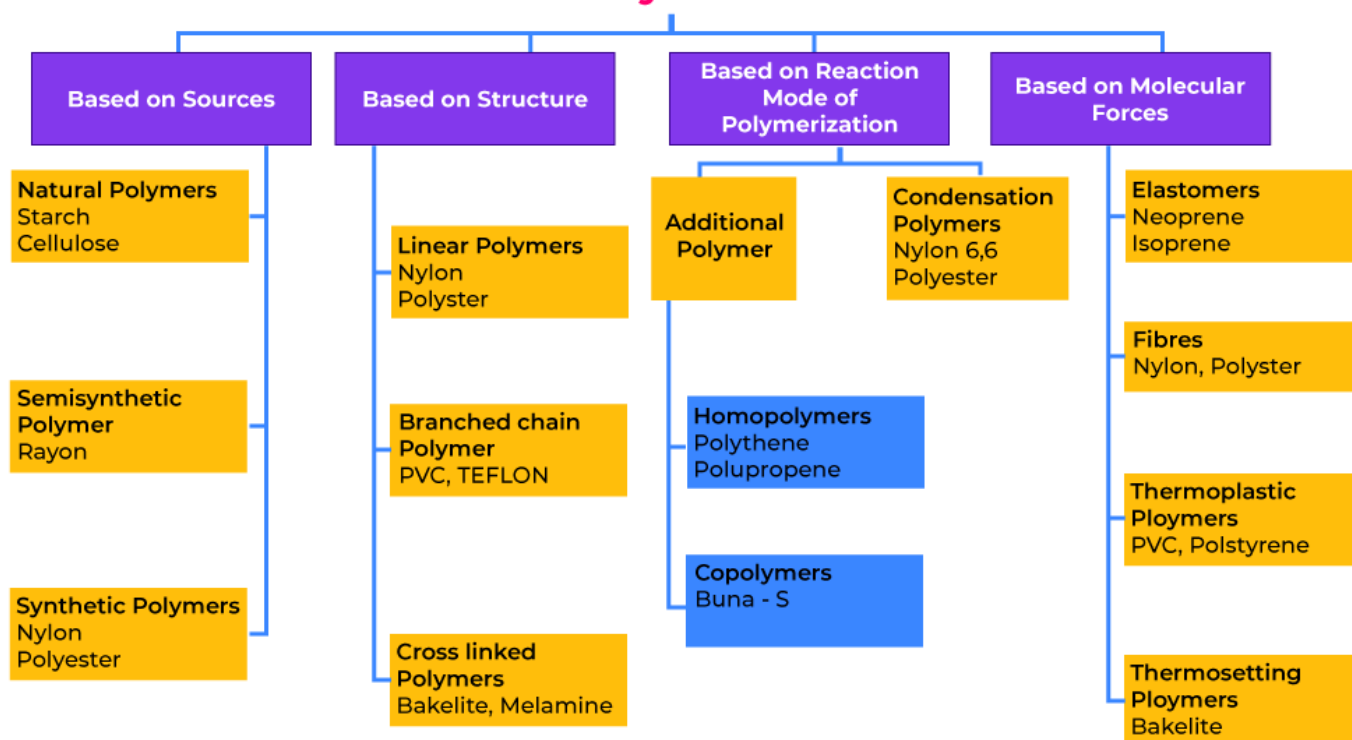 Based on Sources
Natural Polymers
Starch
Cellulose
Semisynthetic
Polymer
Rayon
Synthetic Polymers
Nylon
Polyester
Based on Structure
Linear Polymers
Nylon
Polyster
Branched chain
Polymer
PVC, TEFLON
Cross linked
Polymers
Bakelite, Melamine
Based on Reaction
Mode of
Polymerization
Additional
Polymer
Condensation
Polymers
Nylon 6,6
Polyester
Homopolymers
Polythene
Polupropene
Copolymers
Buna - S
Based on Molecular
Forces
Elastomers
Neoprene
Isoprene
Fibres
Nylon, Polyster
Thermoplastic
Ploymers
PVC, Polstyrene
Thermosetting
Ploymers
Bakelite